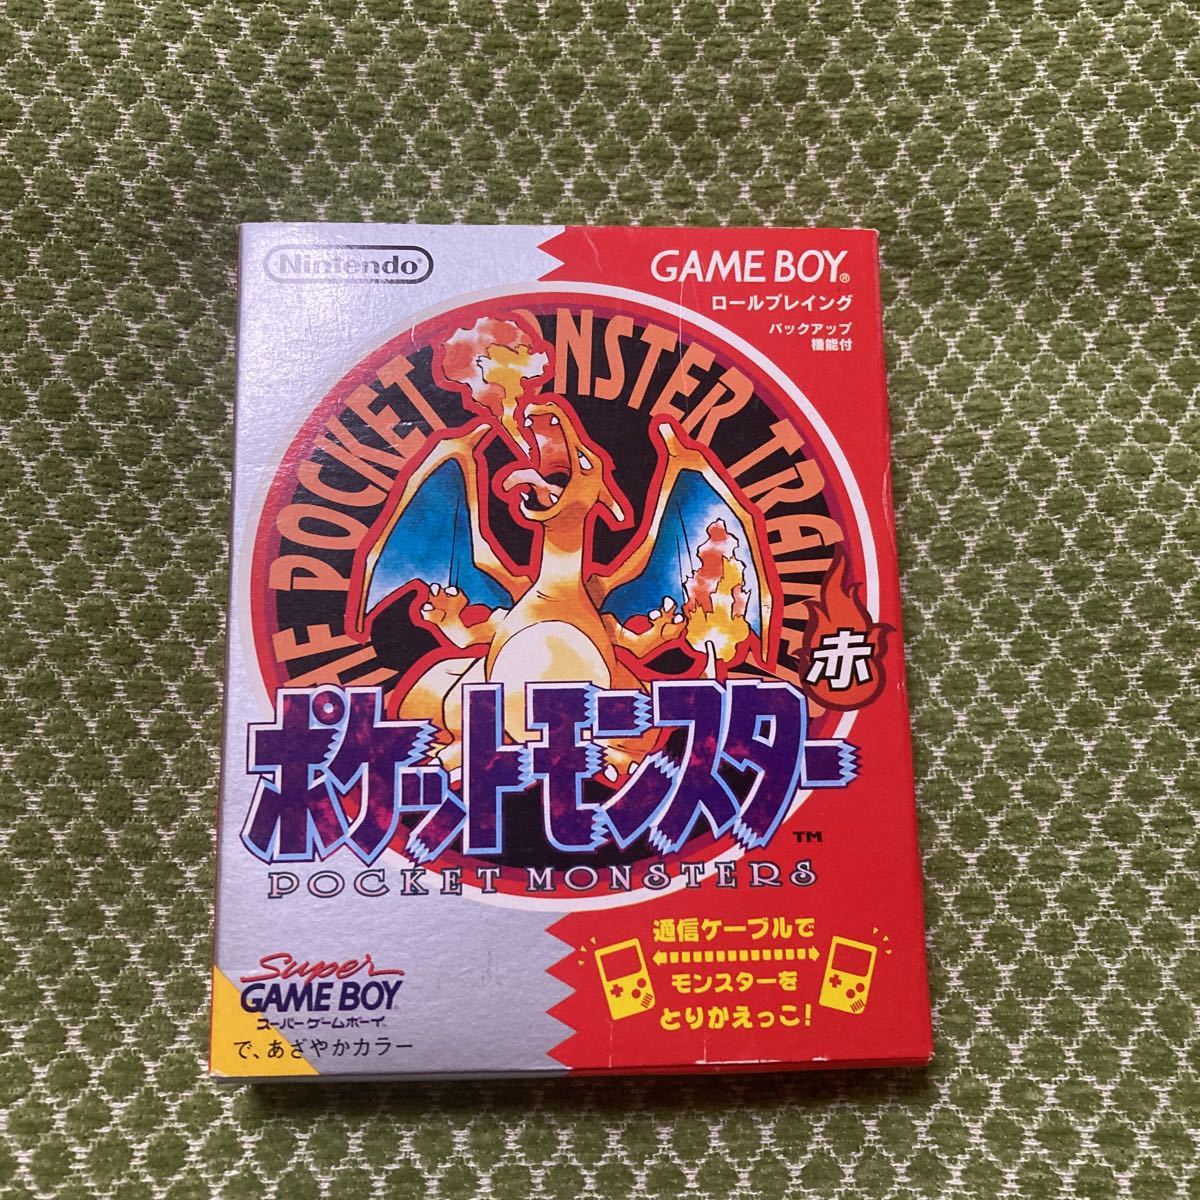 Nintendo
GAME BOY®
ロールプレイング
バックアップ
機能付
POCKET MONSTER
赤
ポケットモンスター
TM
POCKET MONSTERS
通信ケーブルで
モンスターを
とりかえっこ!
Super
GAME BOY
スーパーゲームボーイ
で、あざやかカラー